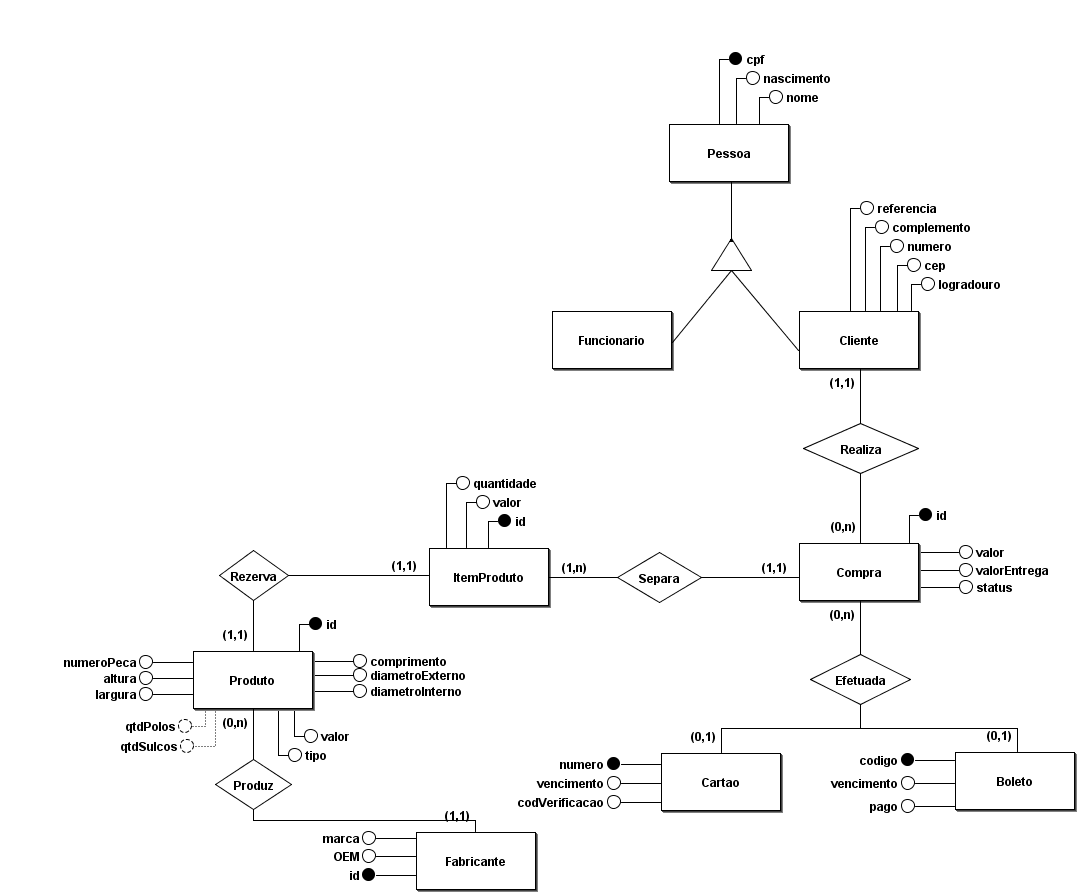 cpf
nascimento
nome
Pessoa
referencia
complemento
numero
cep
logradouro
Funcionario
Cliente
(1,1)
Realiza
quantidade
valor
id
id
(0,n)
Rezerva
(1,1)
ItemProduto
(1,n)
Separa
(1,1)
Compra
valor
valorEntrega
status
(0,n)
(1,1)
id
numeroPeca
altura
largura
Produto
comprimento
diametroExterno
diametroInterno
Efetuada
qtdPolos
qtdSulcos
(0,n)
valor
tipo
(0,1)
(0,1)
Produz
numero
vencimento
codVerificacao
Cartao
codigo
vencimento
pago
Boleto
(1,1)
marca
OEM
id
Fabricante